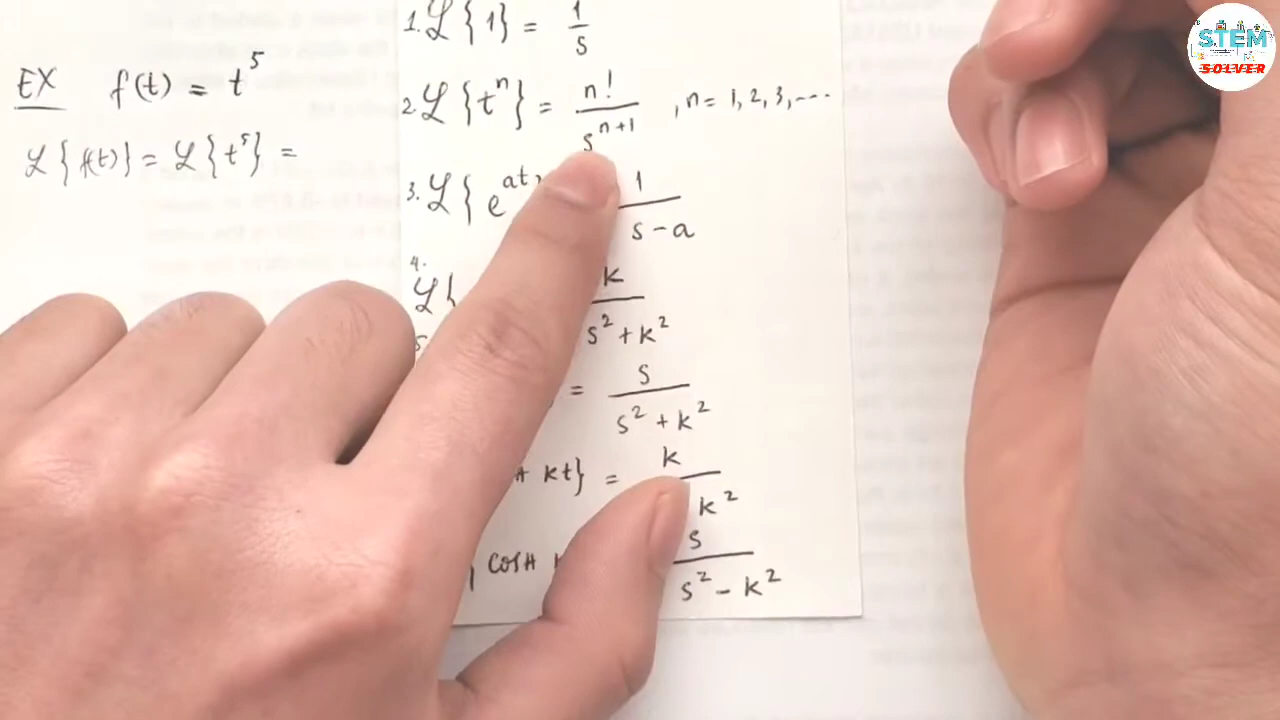 EX f(t) = t^5
ℒ{f(t)} = ℒ{t^5} =
1. ℒ{1} = 1/s
2. ℒ{t^n} = n!/s^{n+1} , n = 1, 2, 3, ...
3. ℒ{e^{at} 1/(s-a)
4. ℒ{ k/(s^2+k^2)
= s/(s^2+k^2)
kt} = k/ k^2
cosh s/(s^2-k^2)
STEM
SOLVER